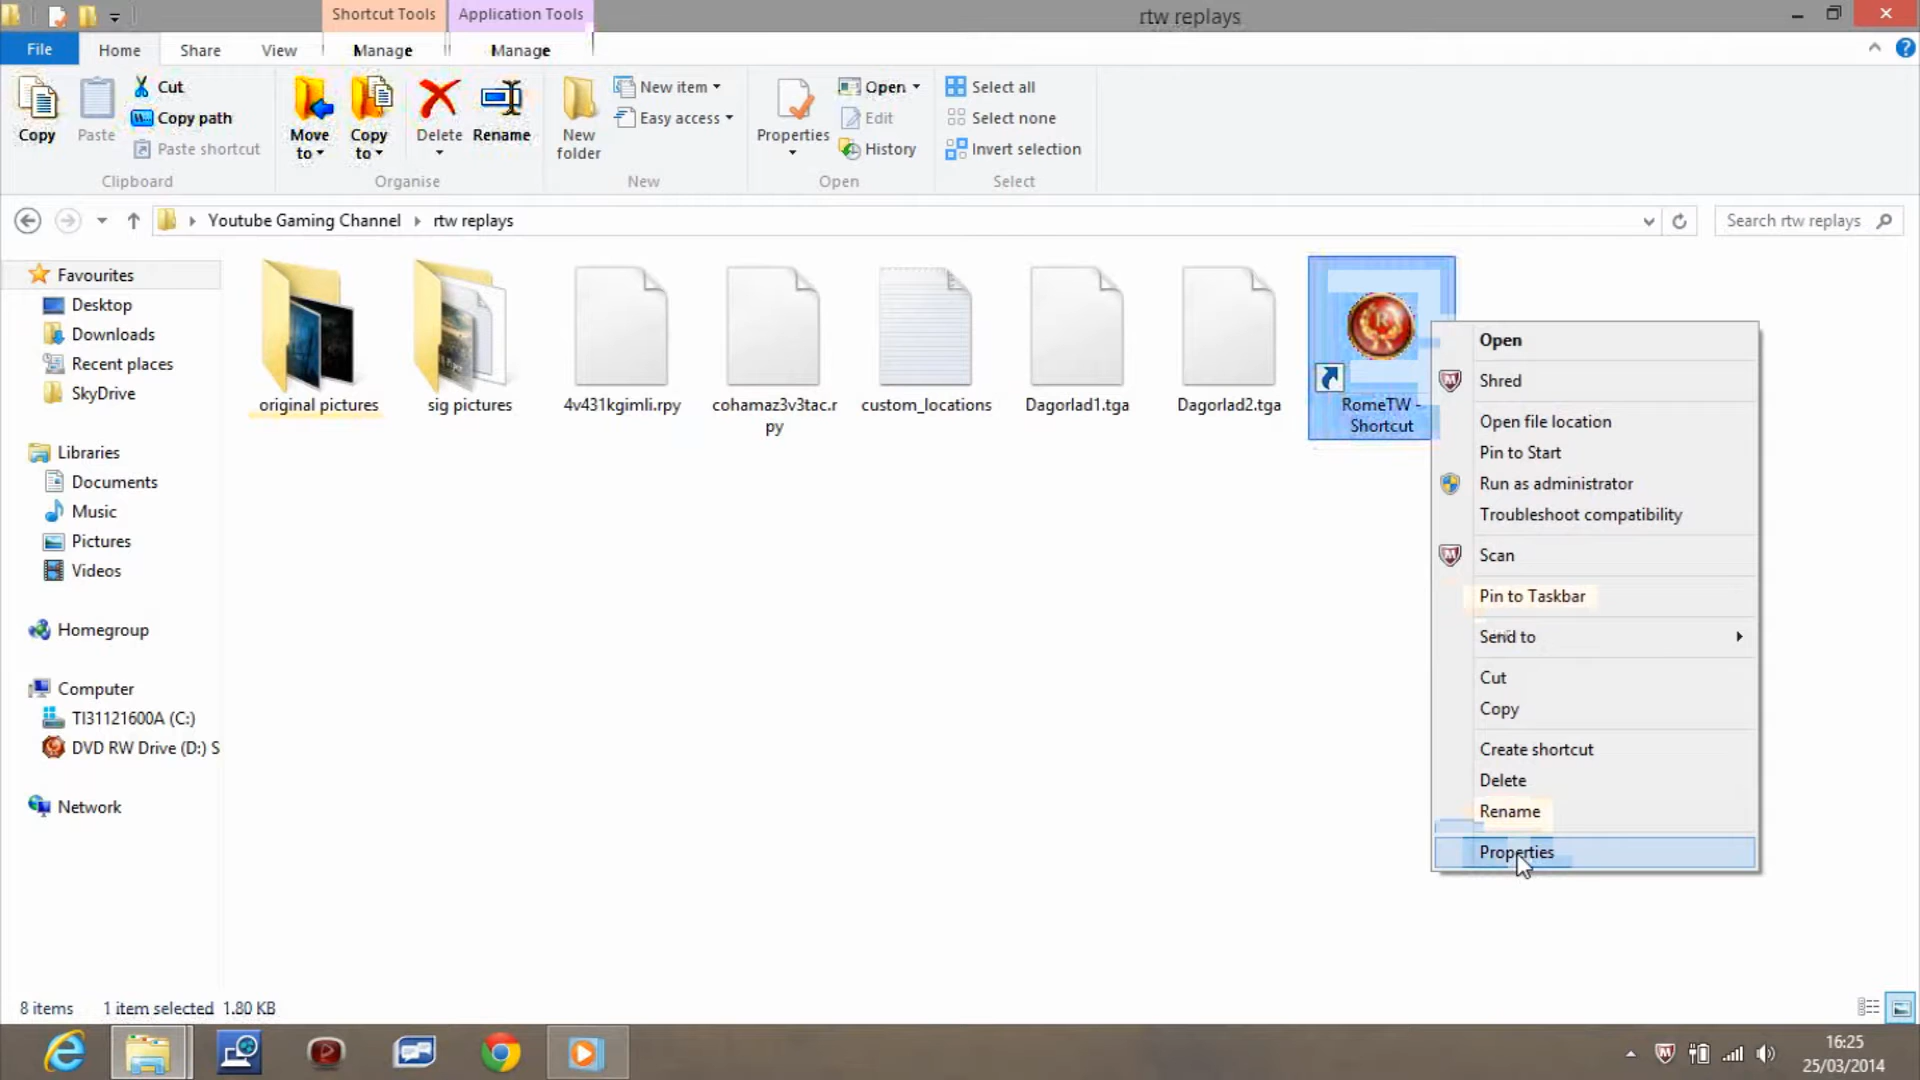 Shortcut Tools
Application Tools
rtw replays
File
Home
Share
View
Manage
Manage
Copy
Paste
Cut
Copy path
Paste shortcut
Clipboard
Move to
Copy to
Delete
Rename
Organise
New folder
New item
Easy access
New
Properties
Open
Edit
History
Open
Select all
Select none
Invert selection
Select
Youtube Gaming Channel
rtw replays
Search rtw replays
Favourites
Desktop
Downloads
Recent places
SkyDrive
Libraries
Documents
Music
Pictures
Videos
Homegroup
Computer
TI31121600A (C:)
DVD RW Drive (D:) S
Network
original pictures
sig pictures
4v431kgimli.rpy
cohamaz3v3tac.r
py
custom_locations
Dagorlad1.tga
Dagorlad2.tga
RomeTW -
Shortcut
Open
Shred
Open file location
Pin to Start
Run as administrator
Troubleshoot compatibility
Scan
Pin to Taskbar
Send to
Cut
Copy
Create shortcut
Delete
Rename
Properties
8 items
1 item selected 1.80 KB
16:25
25/03/2014